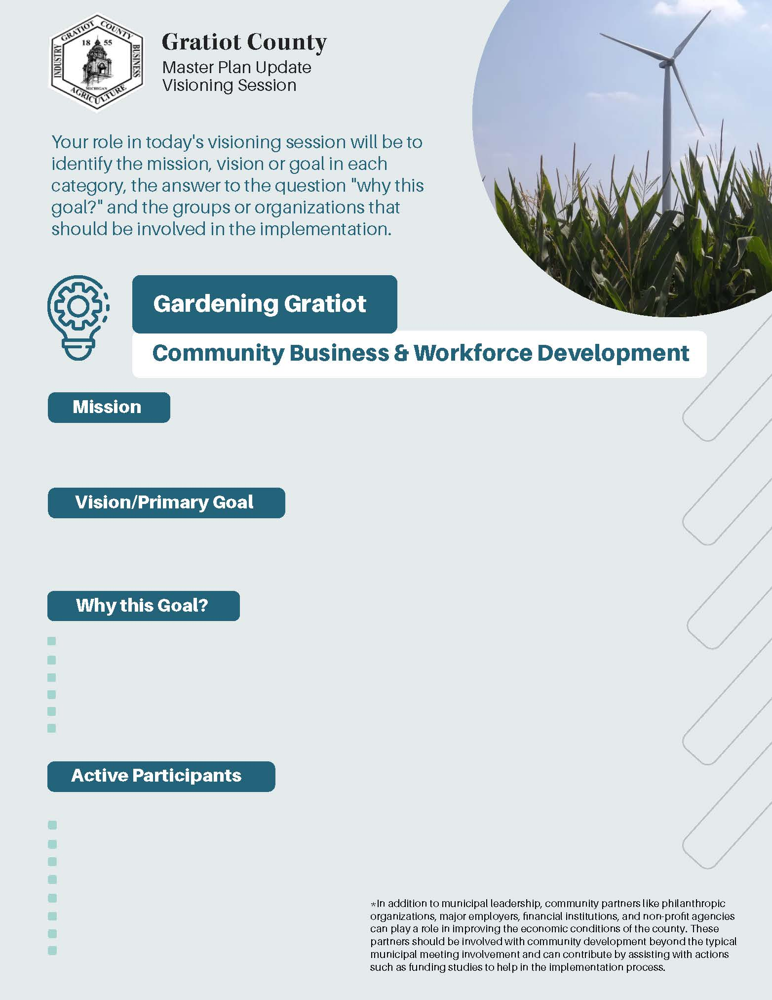 GRATIOT COUNTY
INDUSTRY
BUSINESS
18 55
MICHIGAN
AGRICULTURE
Gratiot County
Master Plan Update
Visioning Session
Your role in today's visioning session will be to
identify the mission, vision or goal in each
category, the answer to the question "why this
goal?" and the groups or organizations that
should be involved in the implementation.
Gardening Gratiot
Community Business & Workforce Development
Mission
Vision/Primary Goal
Why this Goal?
Active Participants
*In addition to municipal leadership, community partners like philanthropic
organizations, major employers, financial institutions, and non-profit agencies
can play a role in improving the economic conditions of the county. These
partners should be involved with community development beyond the typical
municipal meeting involvement and can contribute by assisting with actions
such as funding studies to help in the implementation process.